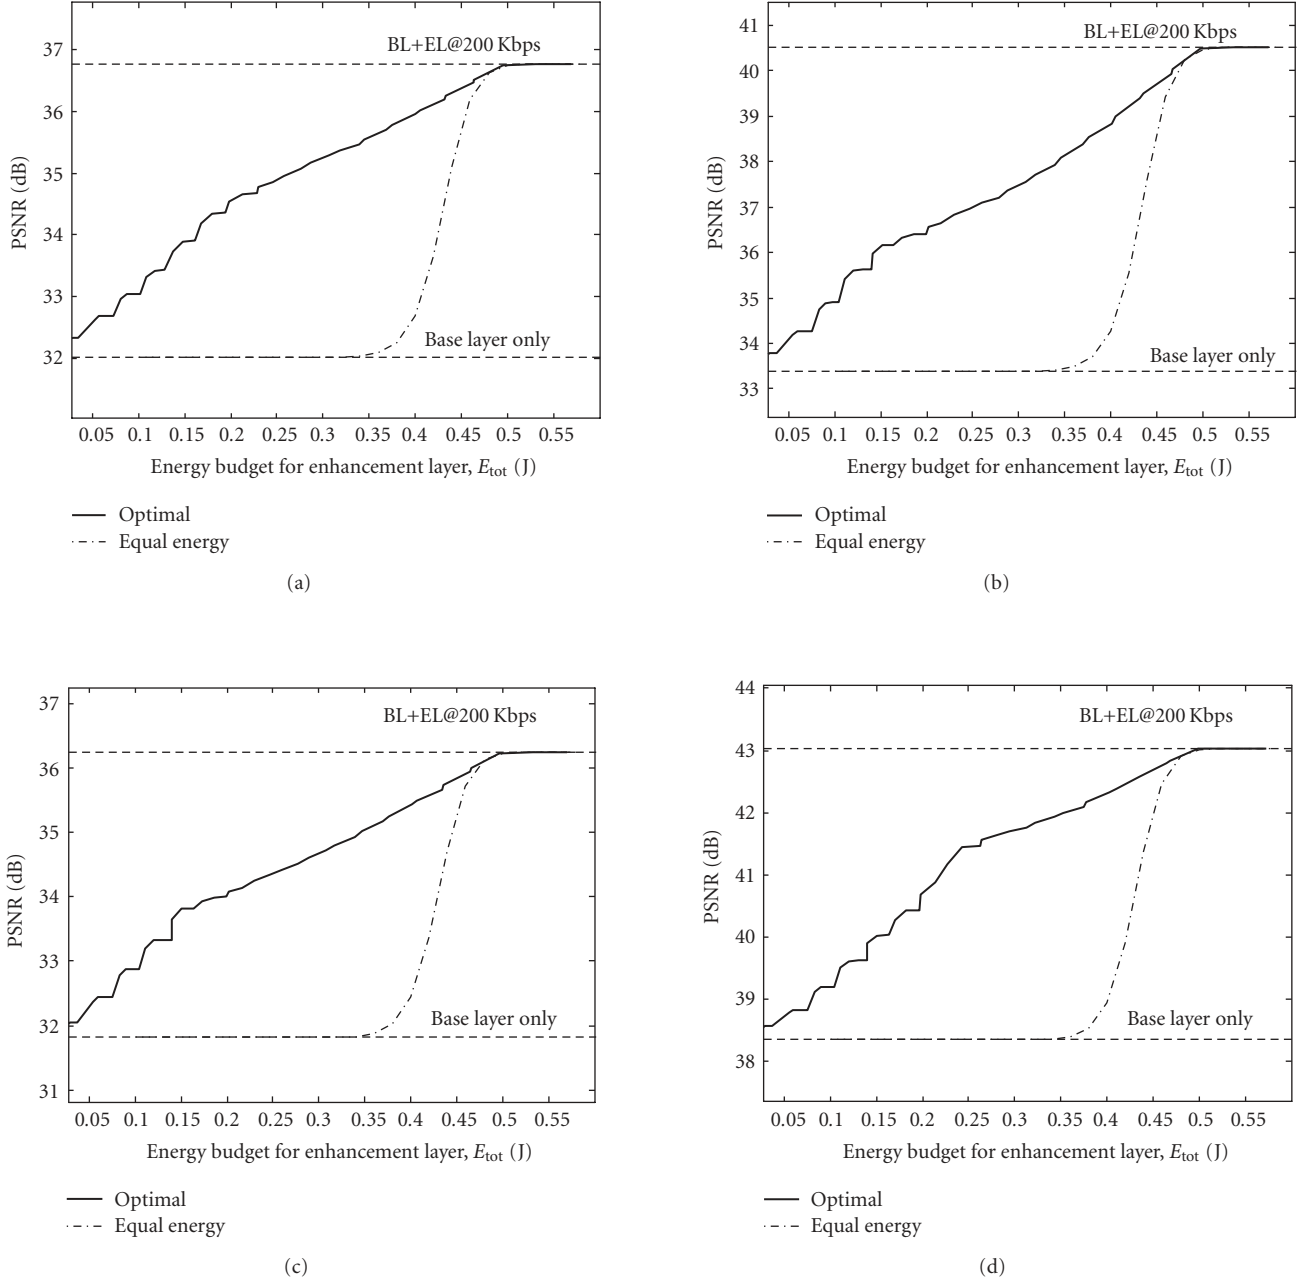 37
36
35
34
33
32
PSNR (dB)
BL+EL@200 Kbps
Base layer only
0.05 0.1 0.15 0.2 0.25 0.3 0.35 0.4 0.45 0.5 0.55
Energy budget for enhancement layer, Etot (J)
Optimal
Equal energy
(a)
41
40
39
38
37
36
35
34
33
PSNR (dB)
BL+EL@200 Kbps
Base layer only
0.05 0.1 0.15 0.2 0.25 0.3 0.35 0.4 0.45 0.5 0.55
Energy budget for enhancement layer, Etot (J)
Optimal
Equal energy
(b)
37
36
35
34
33
32
31
PSNR (dB)
BL+EL@200 Kbps
Base layer only
0.05 0.1 0.15 0.2 0.25 0.3 0.35 0.4 0.45 0.5 0.55
Energy budget for enhancement layer, Etot (J)
Optimal
Equal energy
(c)
44
43
42
41
40
39
38
PSNR (dB)
BL+EL@200 Kbps
Base layer only
0.05 0.1 0.15 0.2 0.25 0.3 0.35 0.4 0.45 0.5 0.55
Energy budget for enhancement layer, Etot (J)
Optimal
Equal energy
(d)